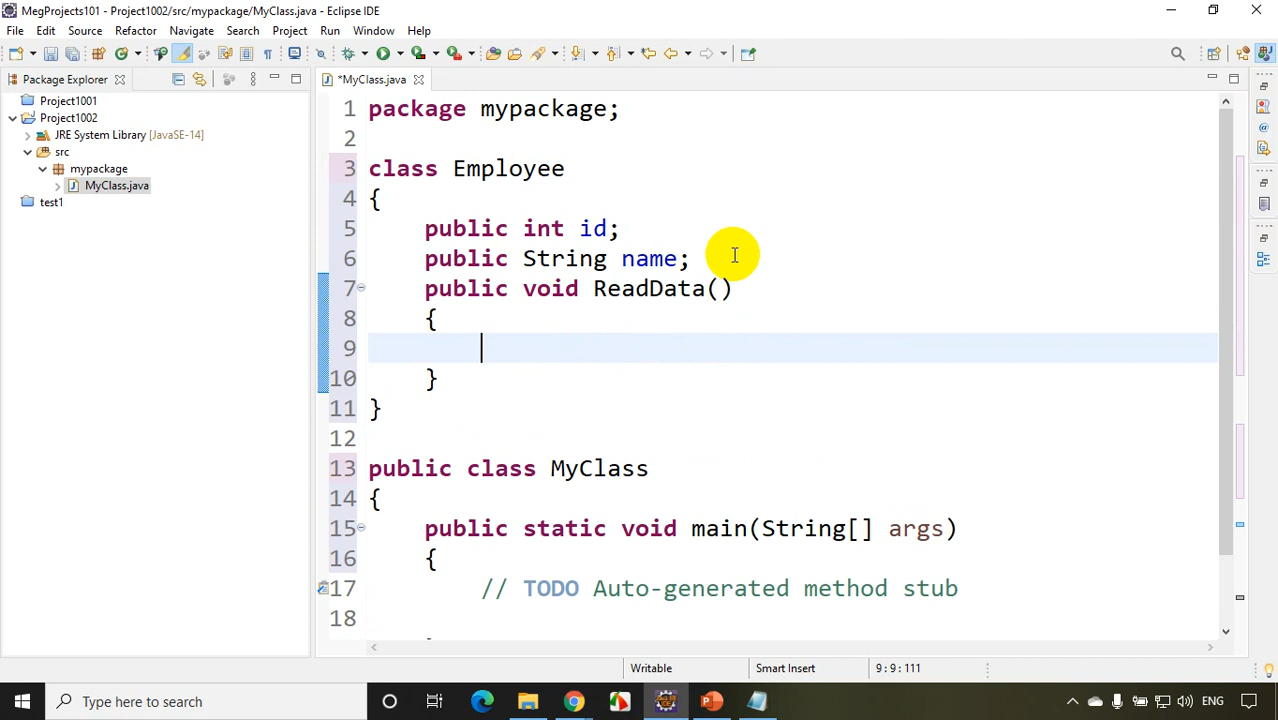 MegProjects101 - Project1002/src/mypackage/MyClass.java - Eclipse IDE
File Edit Source Refactor Navigate Search Project Run Window Help
Package Explorer
*MyClass.java
Project1001
Project1002
JRE System Library [JavaSE-14]
src
mypackage
MyClass.java
test1
1 package mypackage;
2
3 class Employee
4 {
5 public int id;
6 public String name;
7 public void ReadData()
8 {
9
10 }
11 }
12
13 public class MyClass
14 {
15 public static void main(String[] args)
16 {
17 // TODO Auto-generated method stub
18
Writable Smart Insert 9 : 9 : 111
Type here to search
ENG